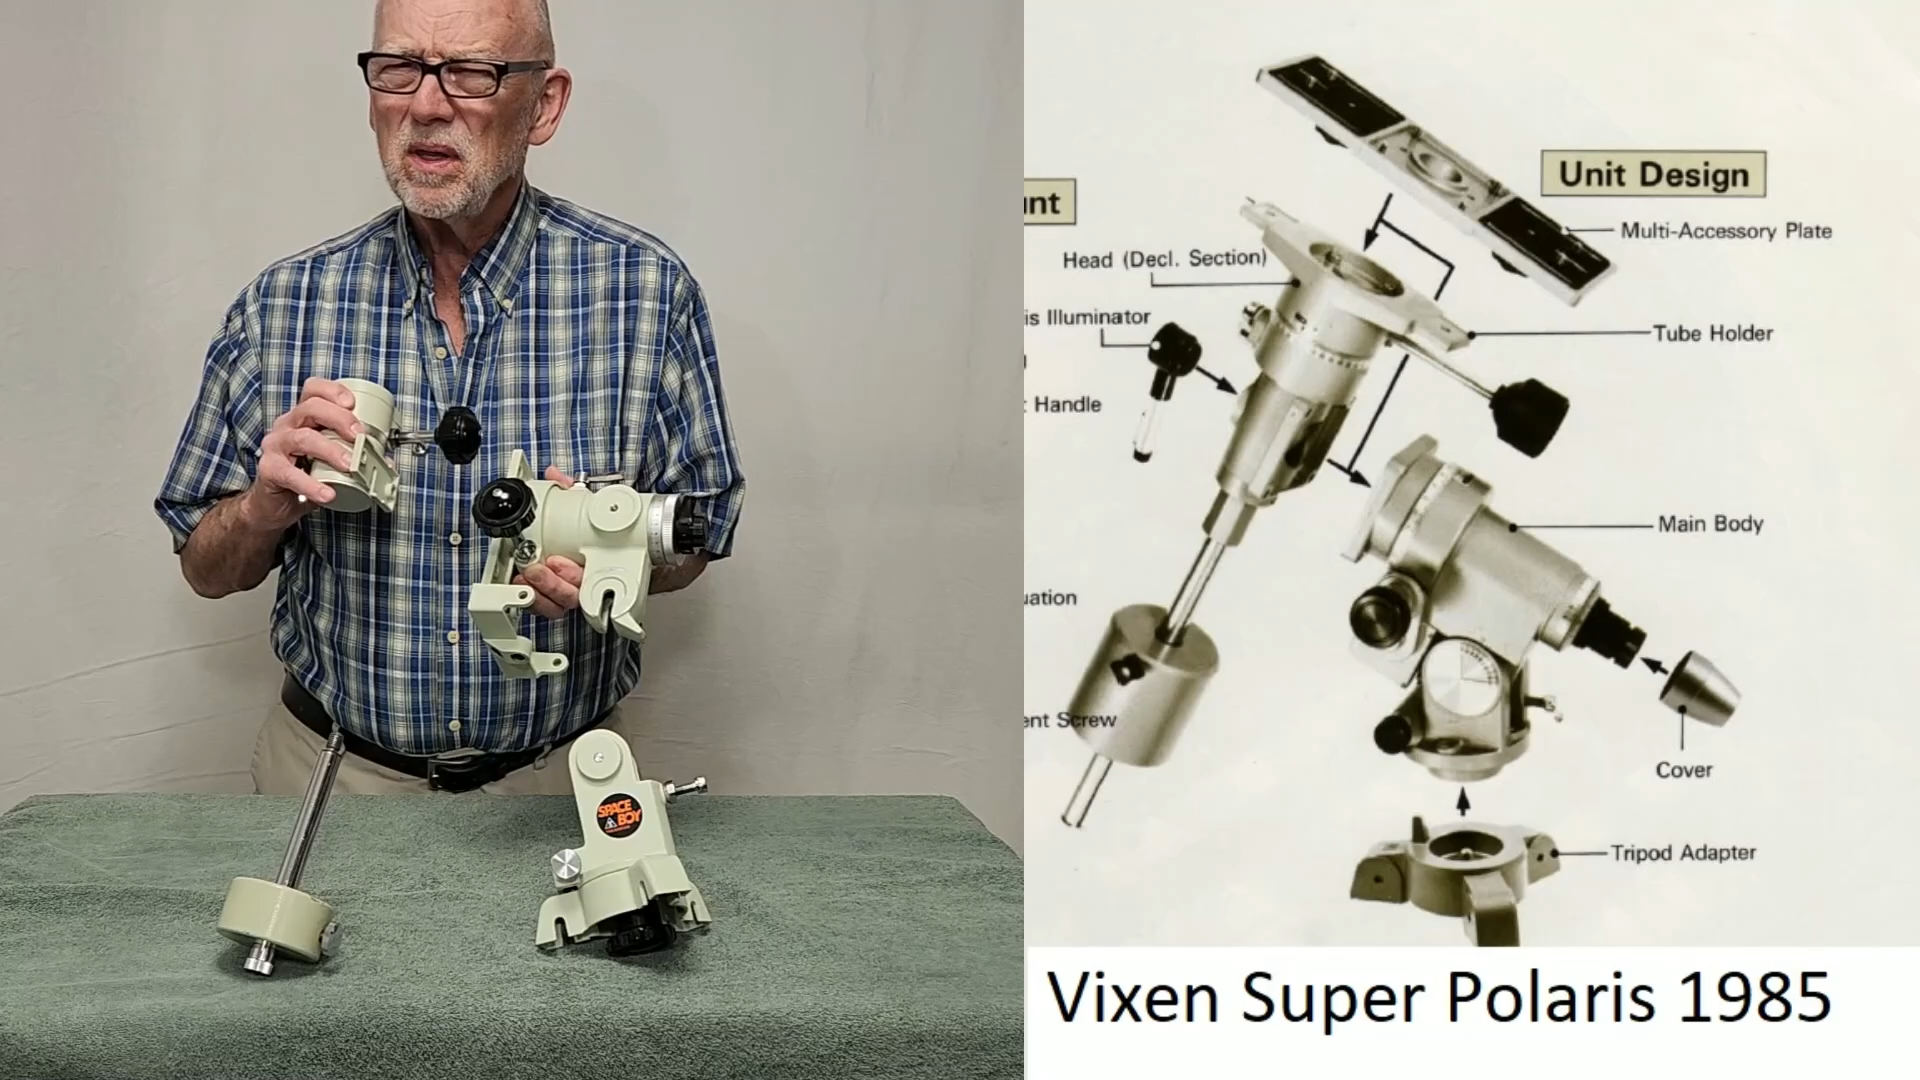 SPACE
BOY
nt
Unit Design
Multi-Accessory Plate
Head (Decl. Section)
is Illuminator
Tube Holder
t Handle
Main Body
uation
ent Screw
Cover
Tripod Adapter
Vixen Super Polaris 1985